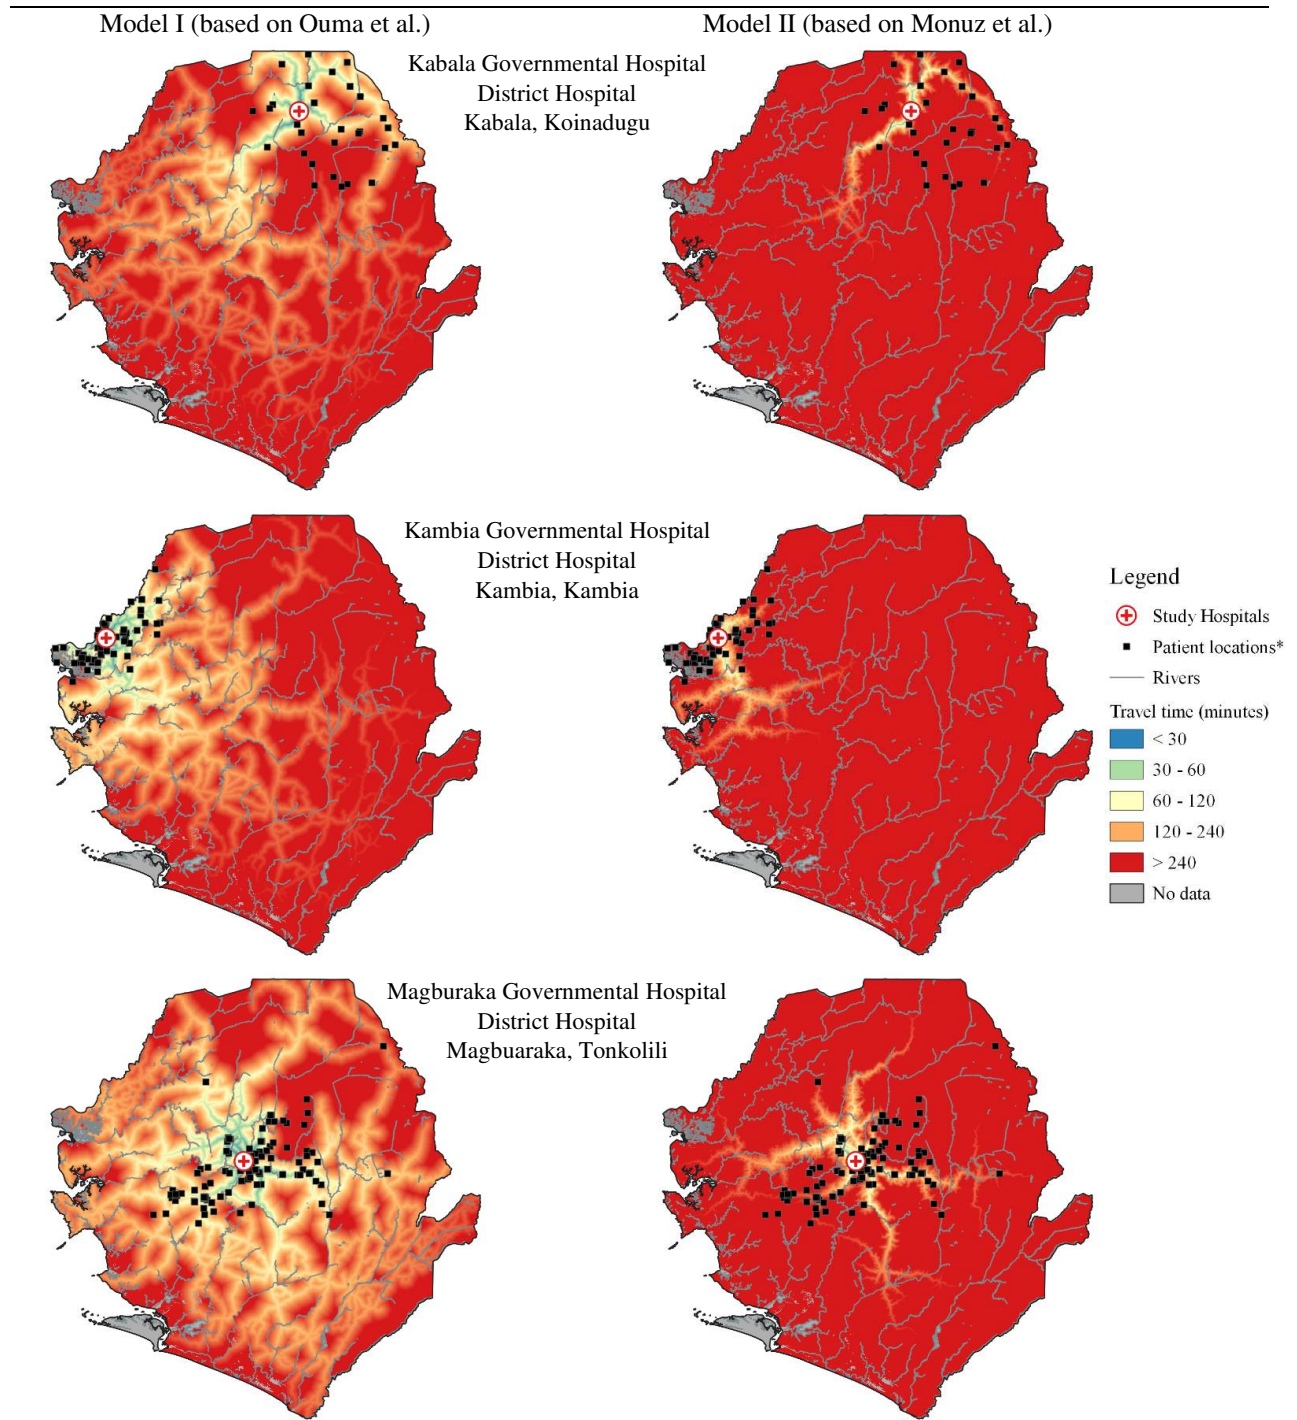 Model I (based on Ouma et al.)
Model II (based on Monuz et al.)
Kabala Governmental Hospital
District Hospital
Kabala, Koinadugu
Kambia Governmental Hospital
District Hospital
Kambia, Kambia
Legend
Study Hospitals
Patient locations*
Rivers
Travel time (minutes)
< 30
30 - 60
60 - 120
120 - 240
> 240
No data
Magburaka Governmental Hospital
District Hospital
Magbuaraka, Tonkolili